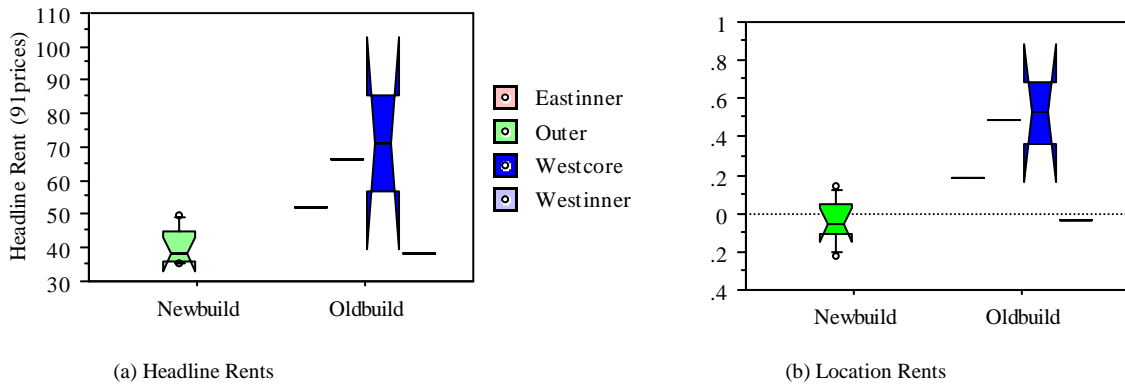 110
100
90
80
70
60
50
40
30
Headline Rent (91prices)
Newbuild
Oldbuild
Eastinner
Outer
Westcore
Westinner
1
.8
.6
.4
.2
0
.2
.4
Newbuild
Oldbuild
(a) Headline Rents
(b) Location Rents